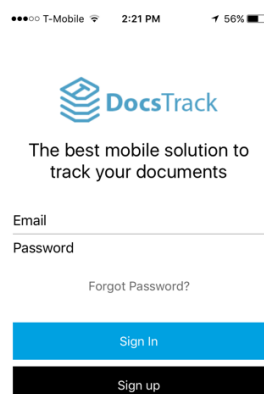 T-Mobile 2:21 PM 56%
DocsTrack
The best mobile solution to
track your documents
Email
Password
Forgot Password?
Sign In
Sign up